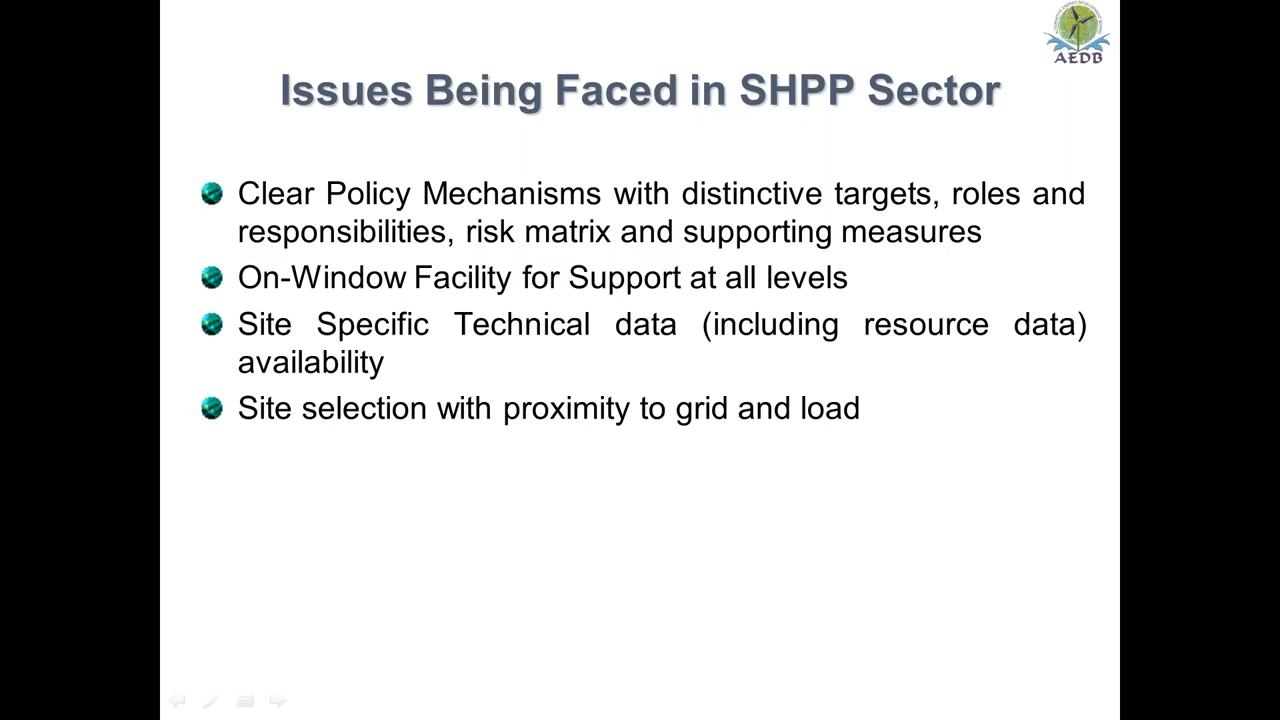 AEDB
Issues Being Faced in SHPP Sector
Clear Policy Mechanisms with distinctive targets, roles and
responsibilities, risk matrix and supporting measures
On-Window Facility for Support at all levels
Site Specific Technical data (including resource data)
availability
Site selection with proximity to grid and load